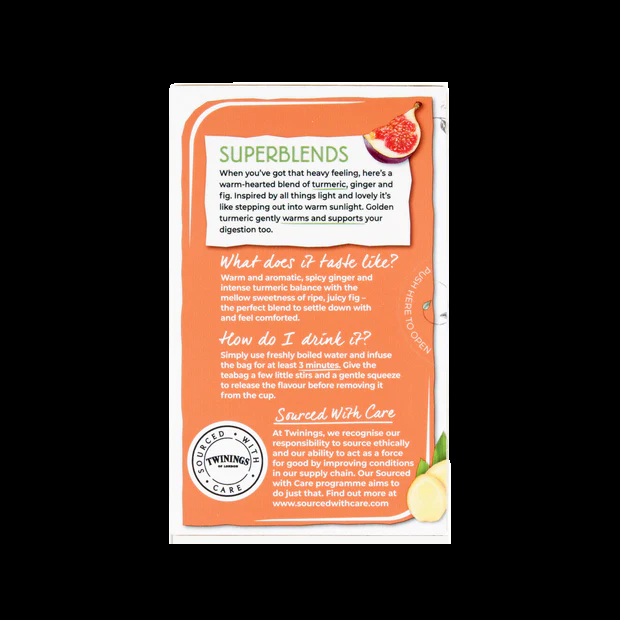 SUPERBLENDS
When you've got that heavy feeling, here's a
warm-hearted blend of turmeric, ginger and
fig. Inspired by all things light and lovely it's
like stepping out into warm sunlight. Golden
turmeric gently warms and supports your
digestion too.
What does it taste like?
Warm and aromatic, spicy ginger and
intense turmeric balance with the
mellow sweetness of ripe, juicy fig –
the perfect blend to settle down with
and feel comforted.
PUSH HERE TO OPEN
How do I drink it?
Simply use freshly boiled water and infuse
the bag for at least 3 minutes. Give the
teabag a few little stirs and a gentle squeeze
to release the flavour before removing it
from the cup.
Sourced With Care
At Twinings, we recognise our
responsibility to source ethically
and our ability to act as a force
for good by improving conditions
in our supply chain. Our Sourced
with Care programme aims to
do just that. Find out more at
www.sourcedwithcare.com
SOURCED • WITH • CARE •
TWININGS
OF LONDON